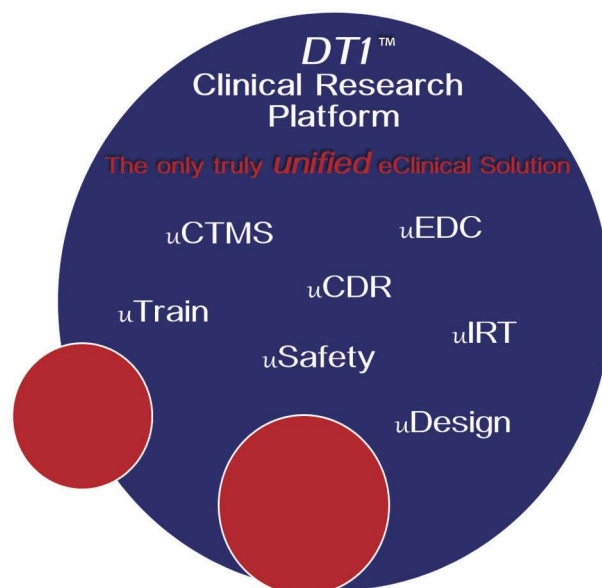 DT1™
Clinical Research
Platform
The only truly unified eClinical Solution
uCTMS
uEDC
uCDR
uTrain
uIRT
uSafety
uDesign